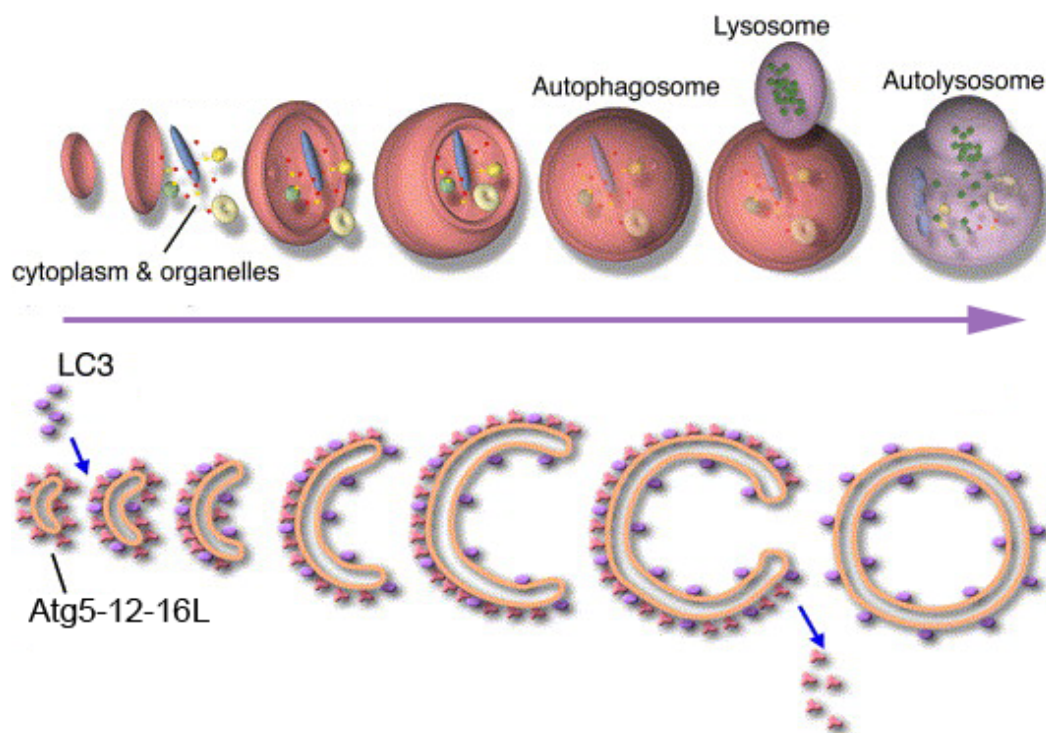 Lysosome
Autophagosome
Autolysosome
cytoplasm & organelles
LC3
Atg5-12-16L